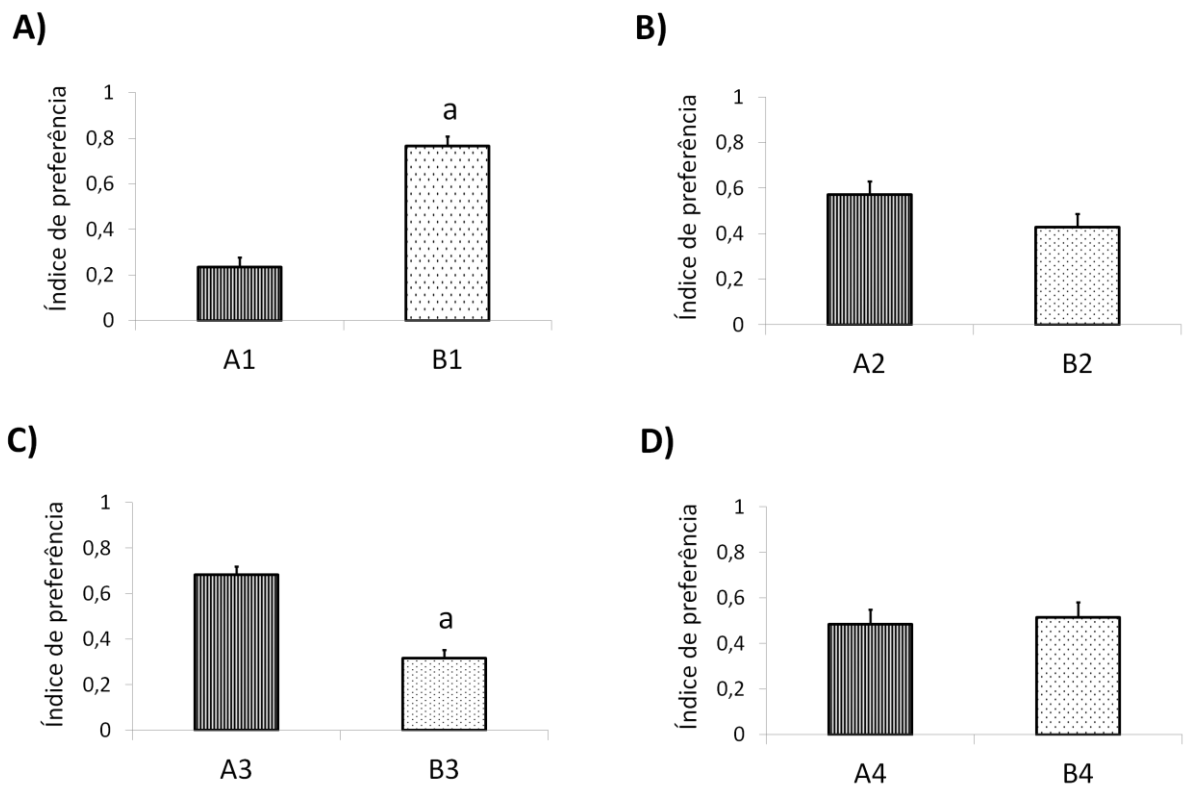 A)
Índice de preferência
1
0,8
0,6
0,4
0,2
0
a
A1 B1
B)
Índice de preferência
1
0,8
0,6
0,4
0,2
0
A2 B2
C)
Índice de preferência
1
0,8
0,6
0,4
0,2
0
a
A3 B3
D)
Índice de preferência
1
0,8
0,6
0,4
0,2
0
A4 B4